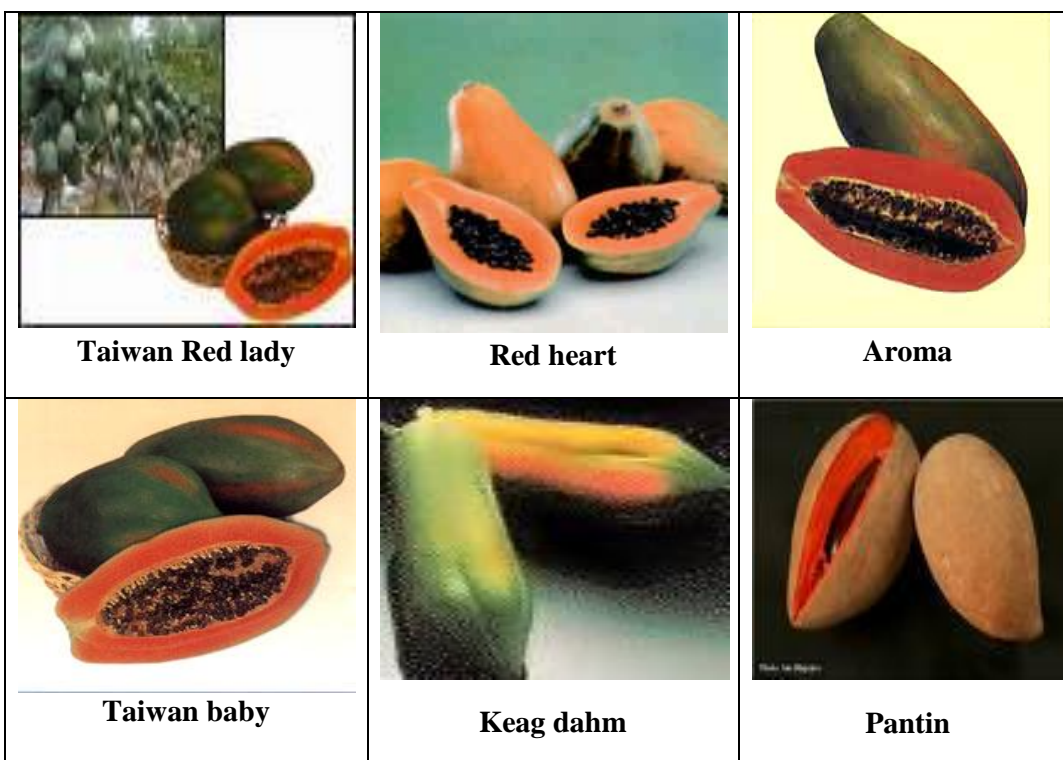 Taiwan Red lady
Red heart
Aroma
Taiwan baby
Keag dahm
Pantin